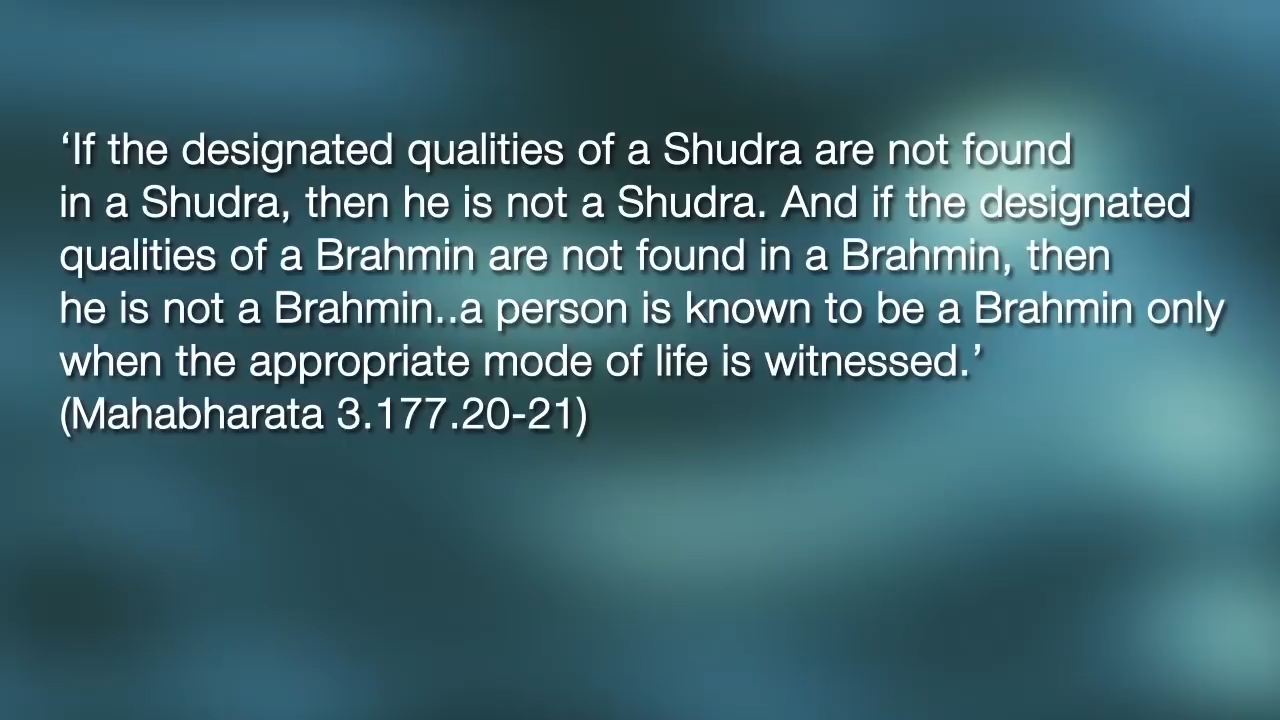 ‘If the designated qualities of a Shudra are not found
in a Shudra, then he is not a Shudra. And if the designated
qualities of a Brahmin are not found in a Brahmin, then
he is not a Brahmin..a person is known to be a Brahmin only
when the appropriate mode of life is witnessed.’
(Mahabharata 3.177.20-21)